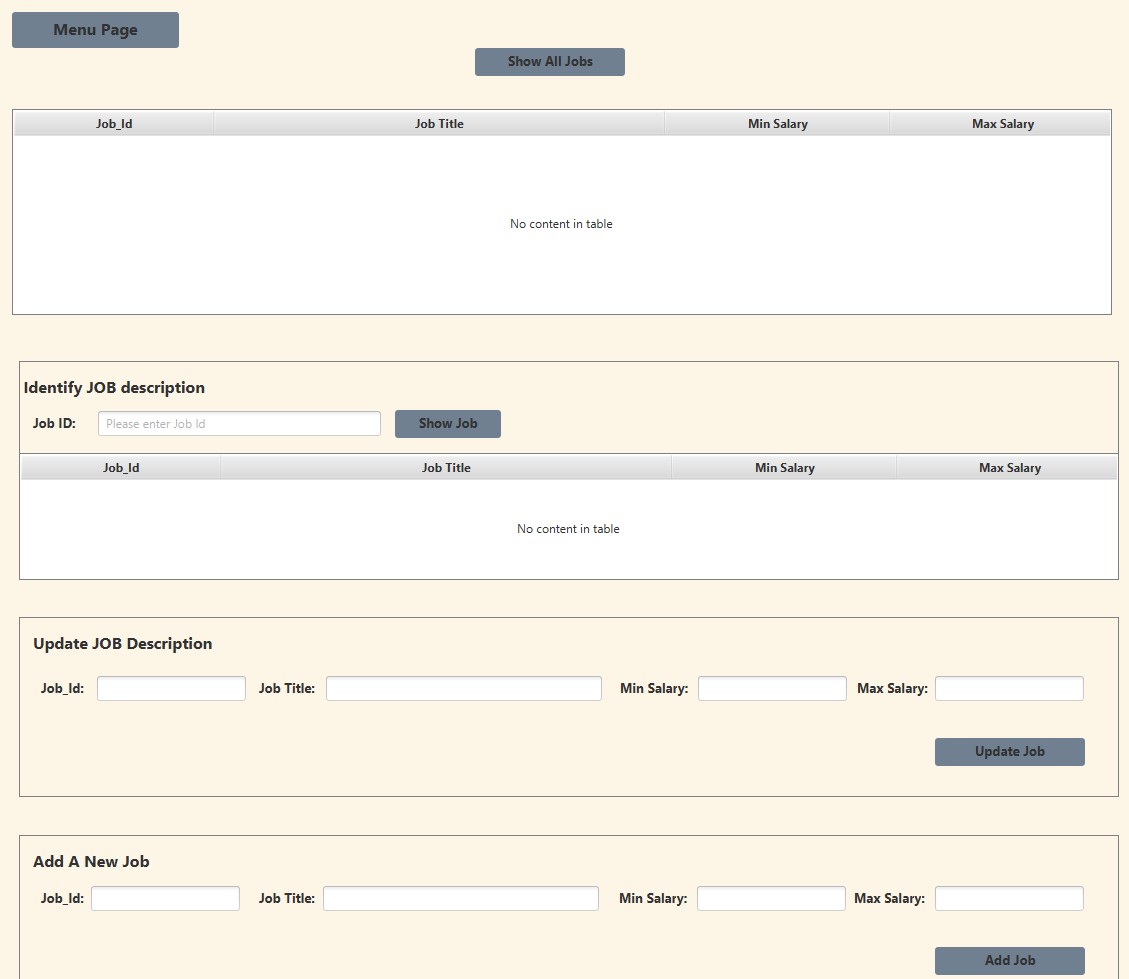 Menu Page
Show All Jobs
Job_Id Job Title Min Salary Max Salary
No content in table
Identify JOB description
Job ID: Please enter Job Id Show Job
Job_Id Job Title Min Salary Max Salary
No content in table
Update JOB Description
Job_Id: Job Title: Min Salary: Max Salary:
Update Job
Add A New Job
Job_Id: Job Title: Min Salary: Max Salary:
Add Job